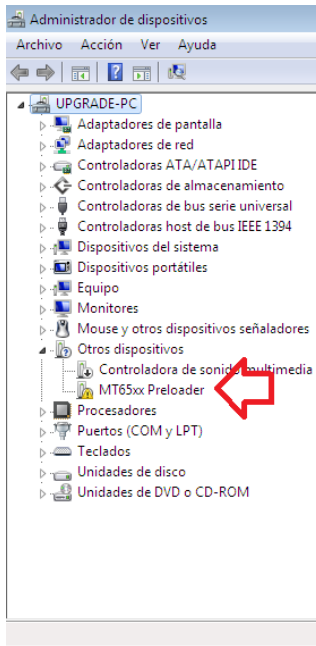 Administrador de dispositivos
Archivo Acción Ver Ayuda
UPGRADE-PC
Adaptadores de pantalla
Adaptadores de red
Controladoras ATA/ATAPI IDE
Controladoras de almacenamiento
Controladoras de bus serie universal
Controladoras host de bus IEEE 1394
Dispositivos del sistema
Dispositivos portátiles
Equipo
Monitores
Mouse y otros dispositivos señaladores
Otros dispositivos
Controladora de sonido multimedia
MT65xx Preloader
Procesadores
Puertos (COM y LPT)
Teclados
Unidades de disco
Unidades de DVD o CD-ROM